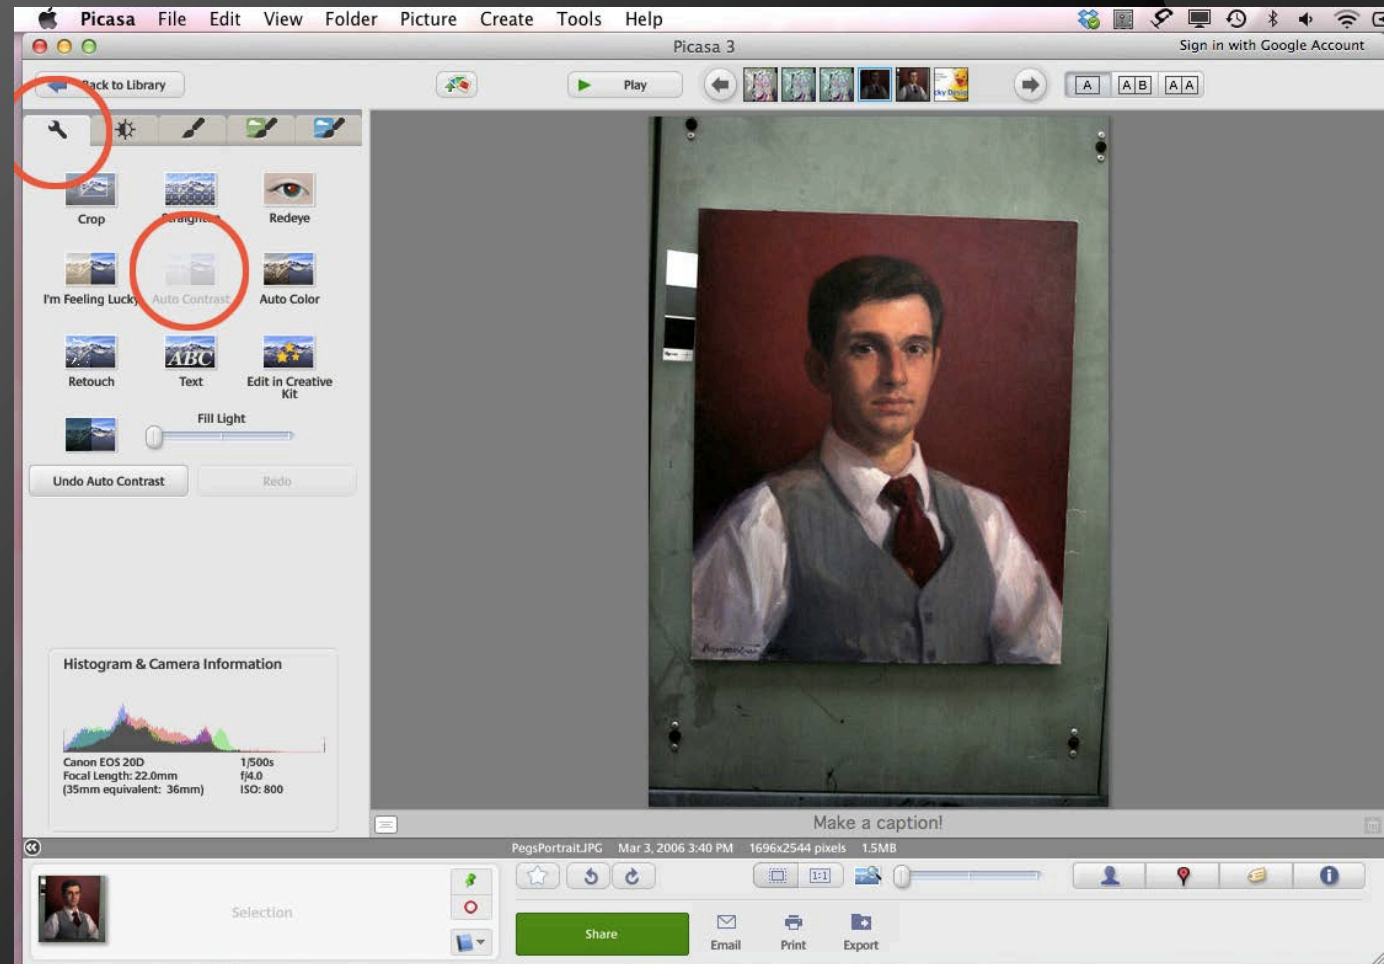 Picasa File Edit View Folder Picture Create Tools Help
Picasa 3
Sign in with Google Account
Back to Library
Play
A
A B
A A
Crop
Straighten
Redeye
I'm Feeling Lucky
Auto Contrast
Auto Color
Retouch
ABC
Text
Edit in Creative
Kit
Fill Light
Undo Auto Contrast
Redo
Histogram & Camera Information
Canon EOS 20D 1/500s
Focal Length: 22.0mm f/4.0
(35mm equivalent: 36mm) ISO: 800
Make a caption!
PegsPortrait.JPG Mar 3, 2006 3:40 PM 1696x2544 pixels 1.5MB
1:1
Selection
Share
Email
Print
Export